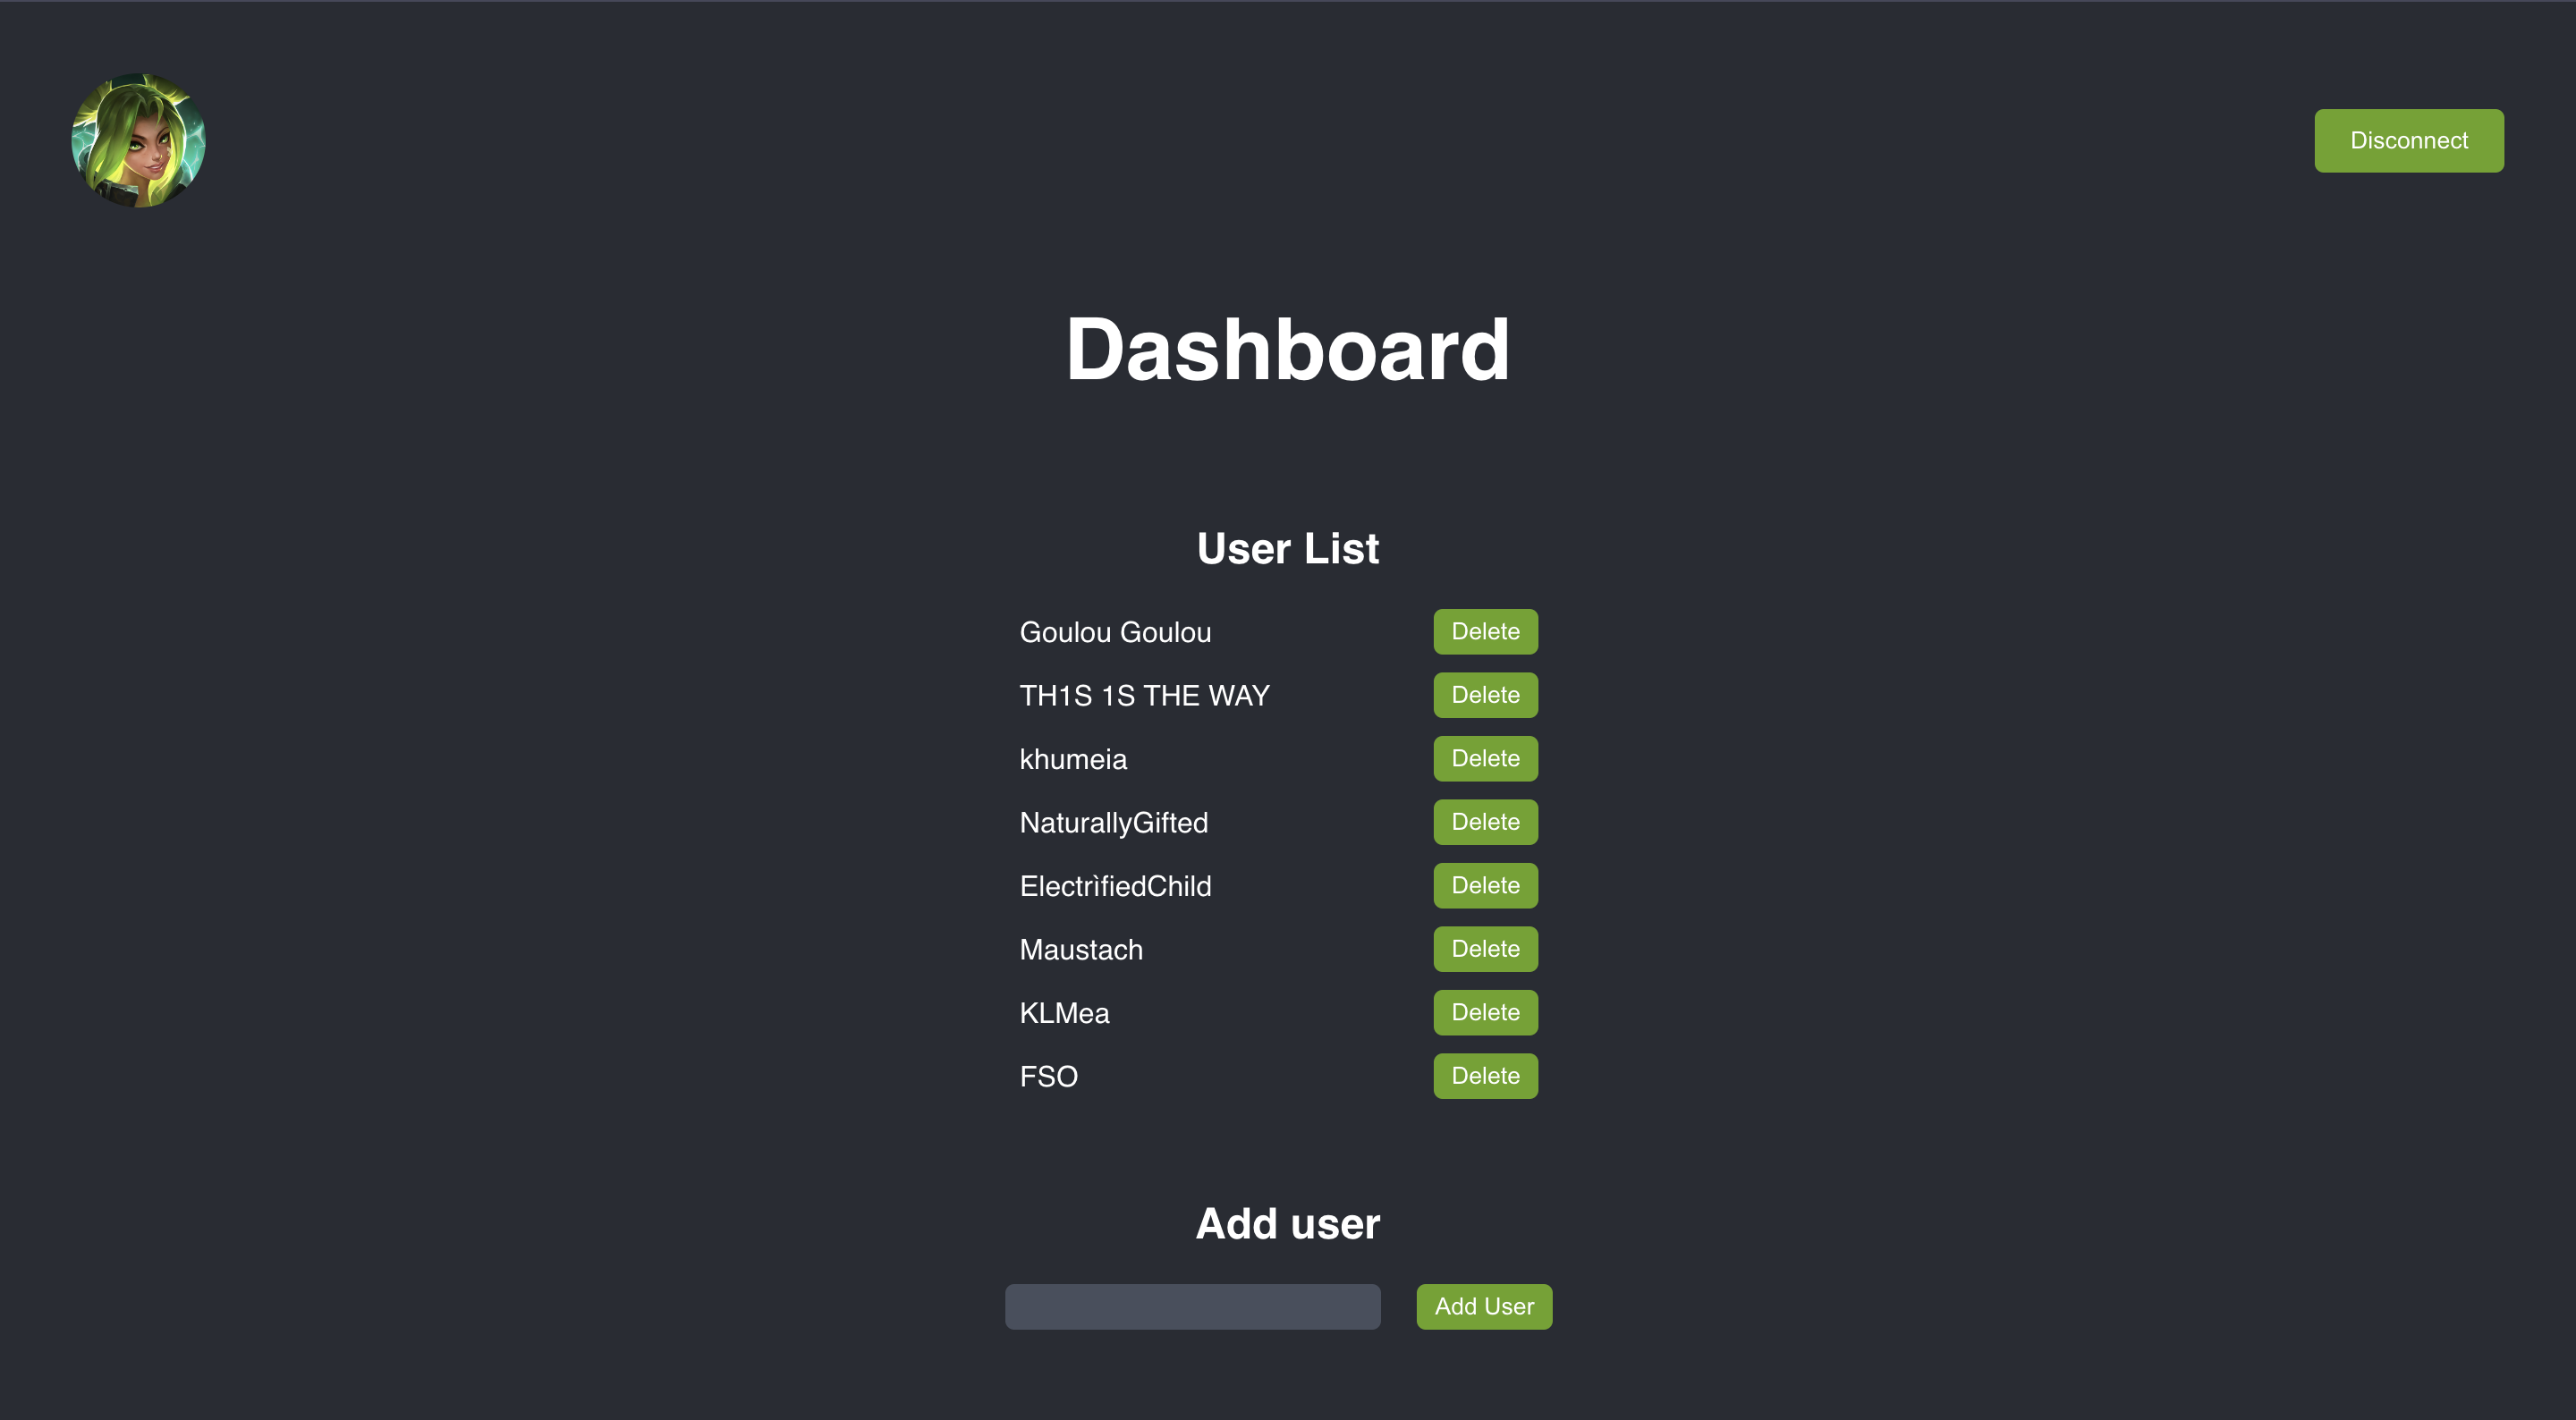 Disconnect
Dashboard
User List
Goulou Goulou Delete
TH1S 1S THE WAY Delete
khumeia Delete
NaturallyGifted Delete
ElectrìfiedChild Delete
Maustach Delete
KLMea Delete
FSO Delete
Add user
Add User